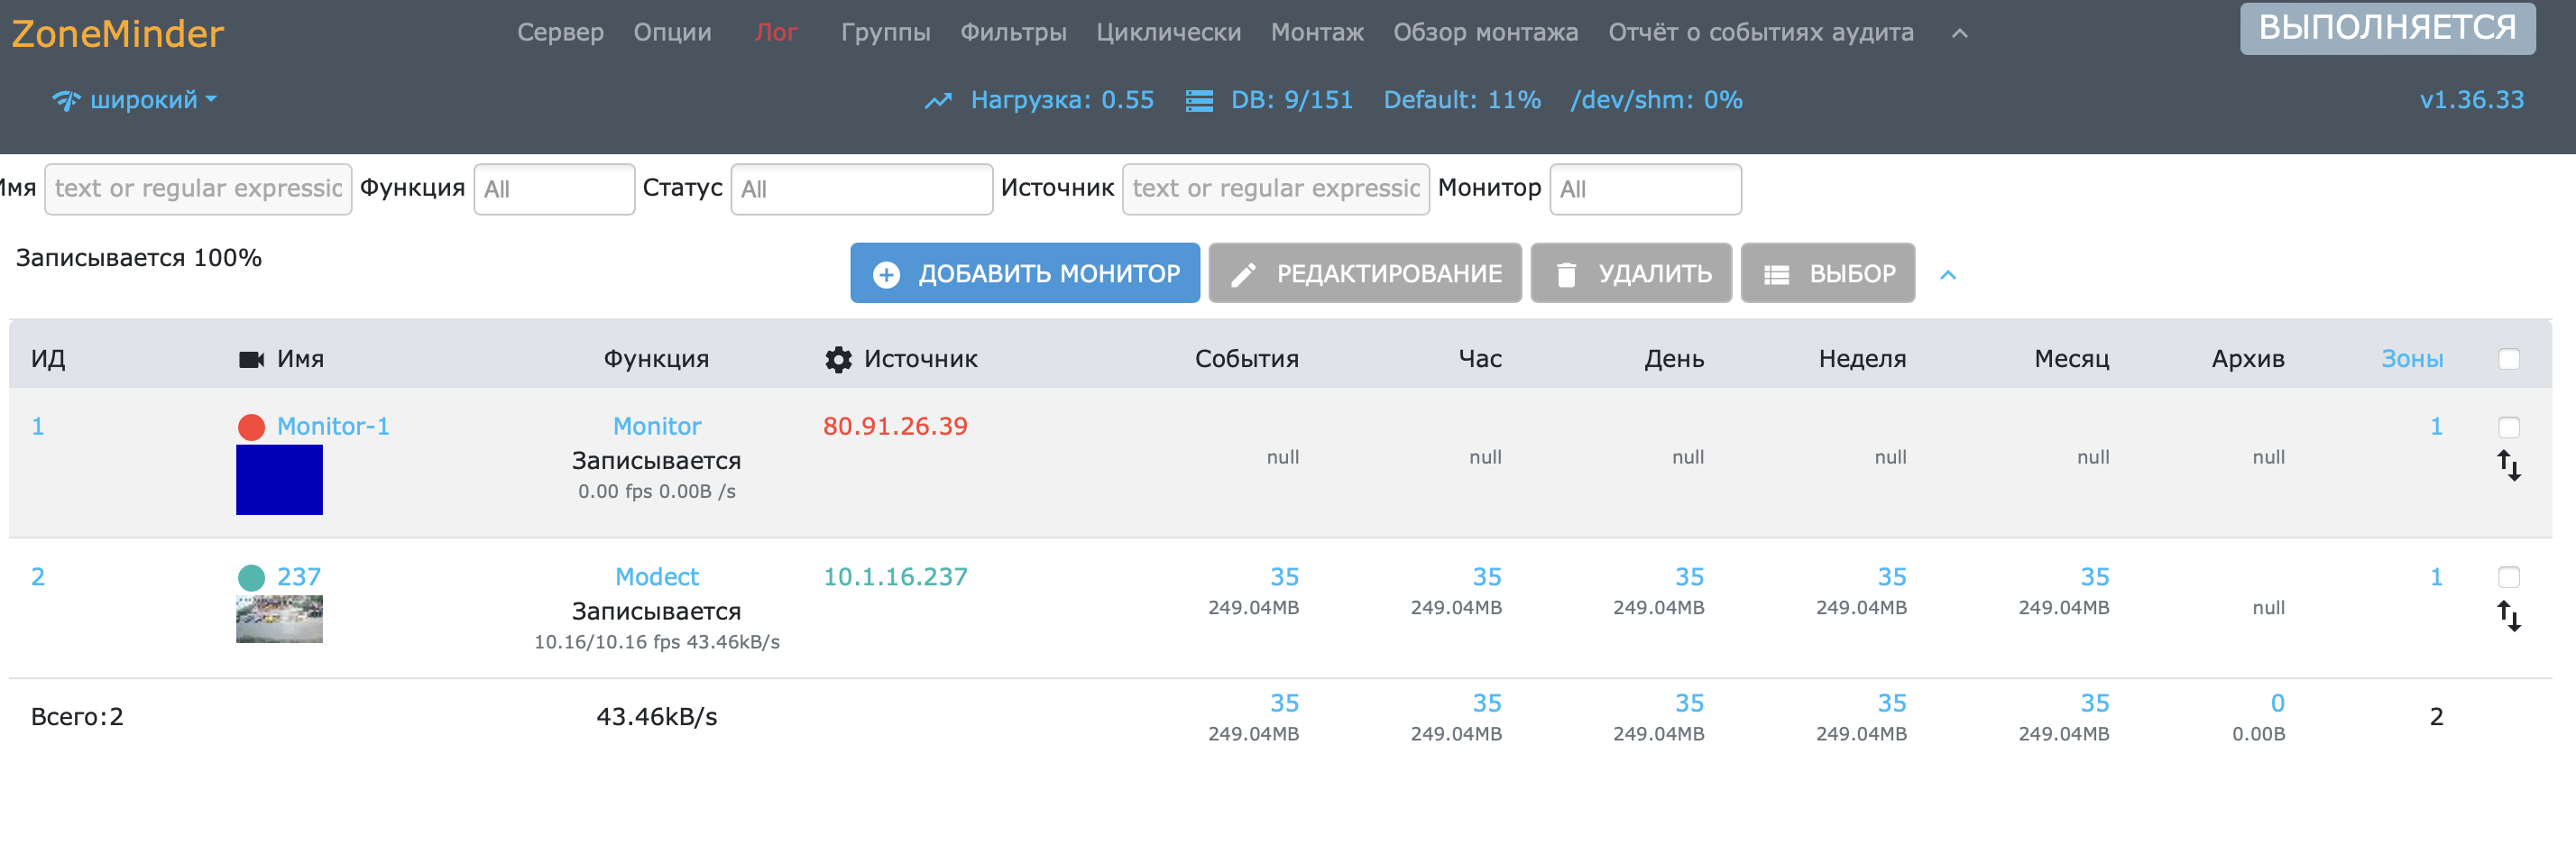 ZoneMinder
Сервер Опции Лог Группы Фильтры Циклически Монтаж Обзор монтажа Отчёт о событиях аудита
ВЫПОЛНЯЕТСЯ
широкий
Нагрузка: 0.55 DB: 9/151 Default: 11% /dev/shm: 0%
v1.36.33
Имя text or regular expressic Функция All Статус All Источник text or regular expressic Монитор All
Записывается 100%
ДОБАВИТЬ МОНИТОР РЕДАКТИРОВАНИЕ УДАЛИТЬ ВЫБОР
ИД Имя Функция Источник События Час День Неделя Месяц Архив Зоны
1 Monitor-1 Monitor 80.91.26.39 1
Записывается
null null null null null null
0.00 fps 0.00B /s
2 237 Modect 10.1.16.237 35 35 35 35 35 1
Записывается 249.04MB 249.04MB 249.04MB 249.04MB 249.04MB null
10.16/10.16 fps 43.46kB/s
Всего:2 43.46kB/s 35 35 35 35 35 0 2
249.04MB 249.04MB 249.04MB 249.04MB 249.04MB 0.00B